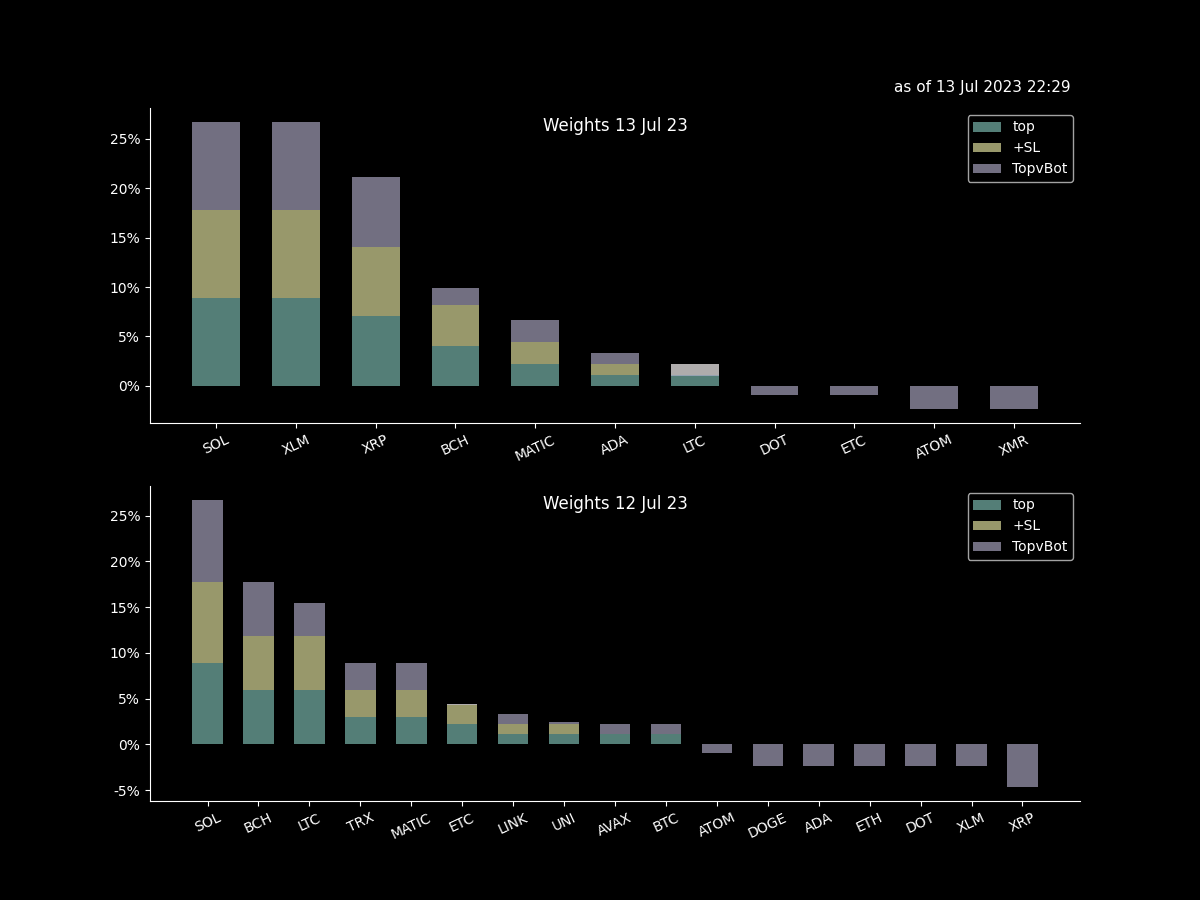 as of 13 Jul 2023 22:29
Weights 13 Jul 23
top
+SL
TopvBot
25%
20%
15%
10%
5%
0%
SOL XLM XRP BCH MATIC ADA LTC DOT ETC ATOM XMR
Weights 12 Jul 23
top
+SL
TopvBot
25%
20%
15%
10%
5%
0%
-5%
SOL BCH LTC TRX MATIC ETC LINK UNI AVAX BTC ATOM DOGE ADA ETH DOT XLM XRP